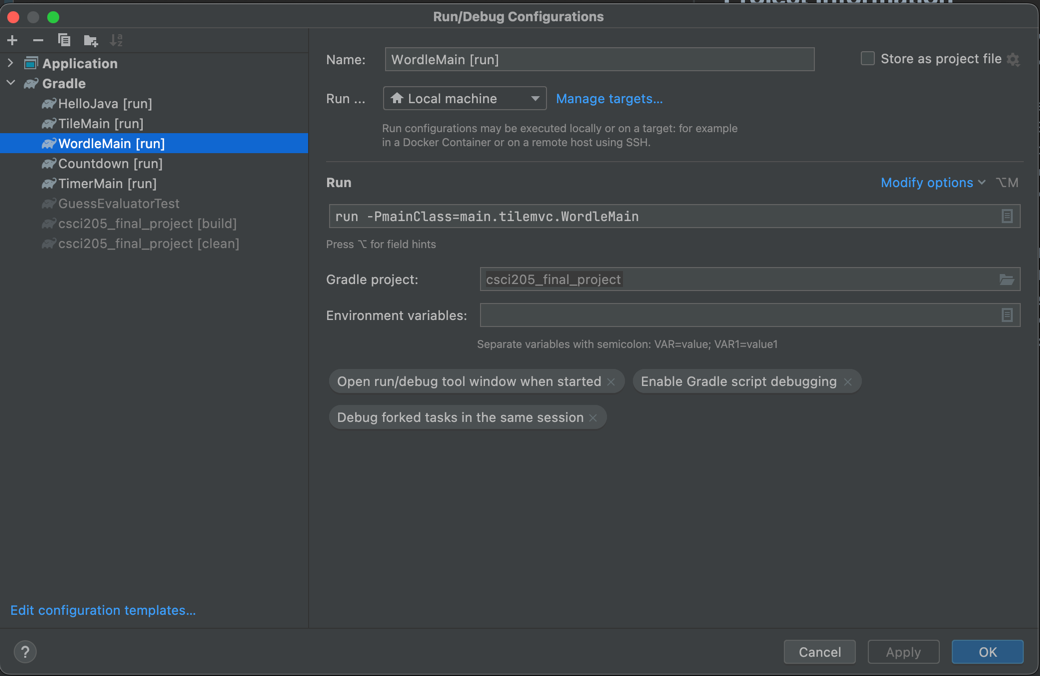 Run/Debug Configurations
Application
Gradle
HelloJava [run]
TileMain [run]
WordleMain [run]
Countdown [run]
TimerMain [run]
GuessEvaluatorTest
csci205_final_project [build]
csci205_final_project [clean]
Edit configuration templates...
Name: WordleMain [run] Store as project file
Run ... Local machine Manage targets...
Run configurations may be executed locally or on a target: for example
in a Docker Container or on a remote host using SSH.
Run Modify options ⌥M
run -PmainClass=main.tilemvc.WordleMain
Press ⌥ for field hints
Gradle project: csci205_final_project
Environment variables:
Separate variables with semicolon: VAR=value; VAR1=value1
Open run/debug tool window when started × Enable Gradle script debugging ×
Debug forked tasks in the same session ×
? Cancel Apply OK